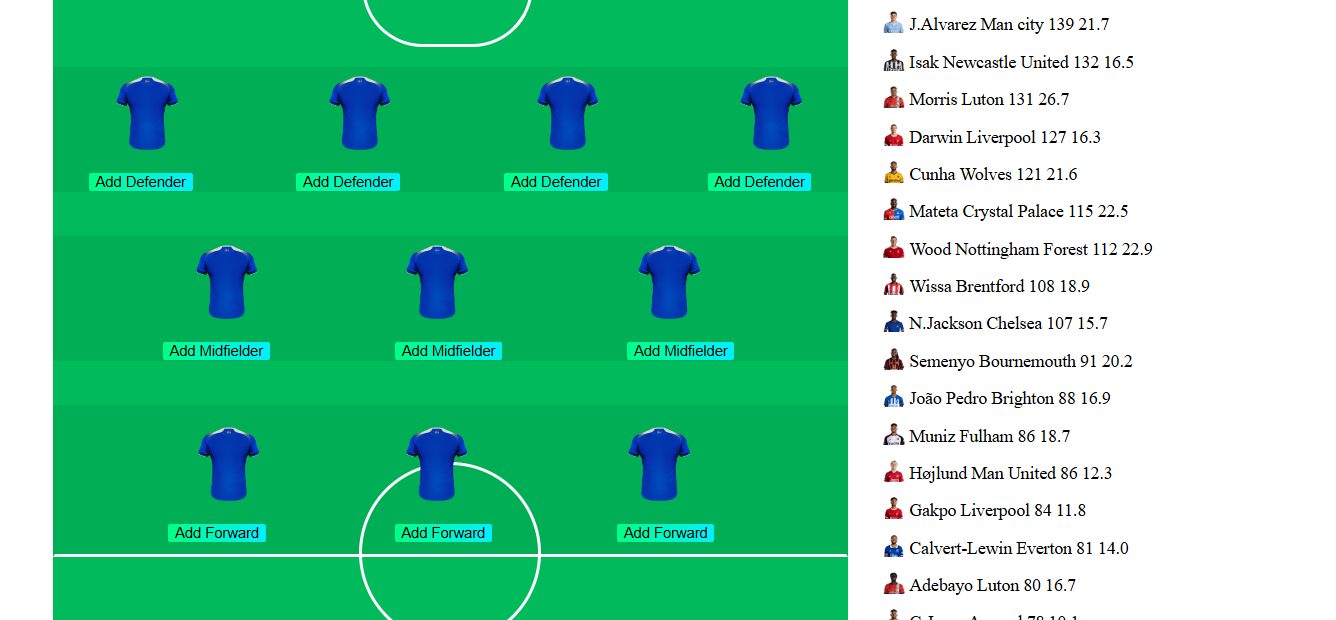 Add Defender Add Defender Add Defender Add Defender
Add Midfielder Add Midfielder Add Midfielder
Add Forward Add Forward Add Forward
J.Alvarez Man city 139 21.7
Isak Newcastle United 132 16.5
Morris Luton 131 26.7
Darwin Liverpool 127 16.3
Cunha Wolves 121 21.6
Mateta Crystal Palace 115 22.5
Wood Nottingham Forest 112 22.9
Wissa Brentford 108 18.9
N.Jackson Chelsea 107 15.7
Semenyo Bournemouth 91 20.2
João Pedro Brighton 88 16.9
Muniz Fulham 86 18.7
Højlund Man United 86 12.3
Gakpo Liverpool 84 11.8
Calvert-Lewin Everton 81 14.0
Adebayo Luton 80 16.7